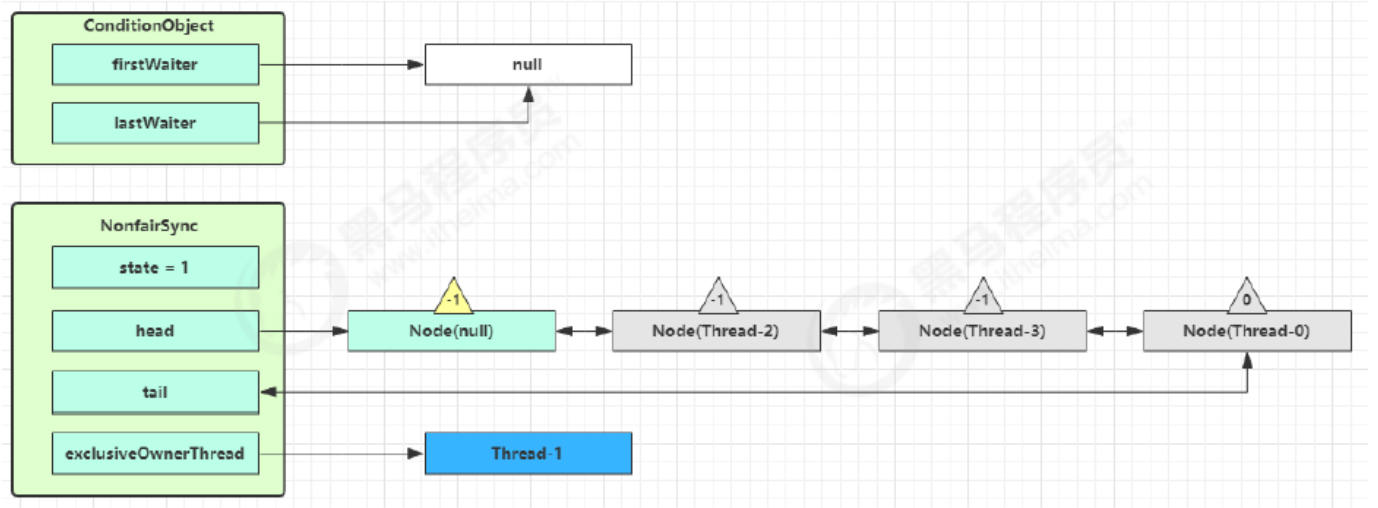 ConditionObject
firstWaiter
null
lastWaiter
NonfairSync
state = 1
-1
-1
-1
0
head
Node(null)
Node(Thread-2)
Node(Thread-3)
Node(Thread-0)
tail
exclusiveOwnerThread
Thread-1
黑马程序员
www.itheima.com
黑马程序员
www.itheima.com